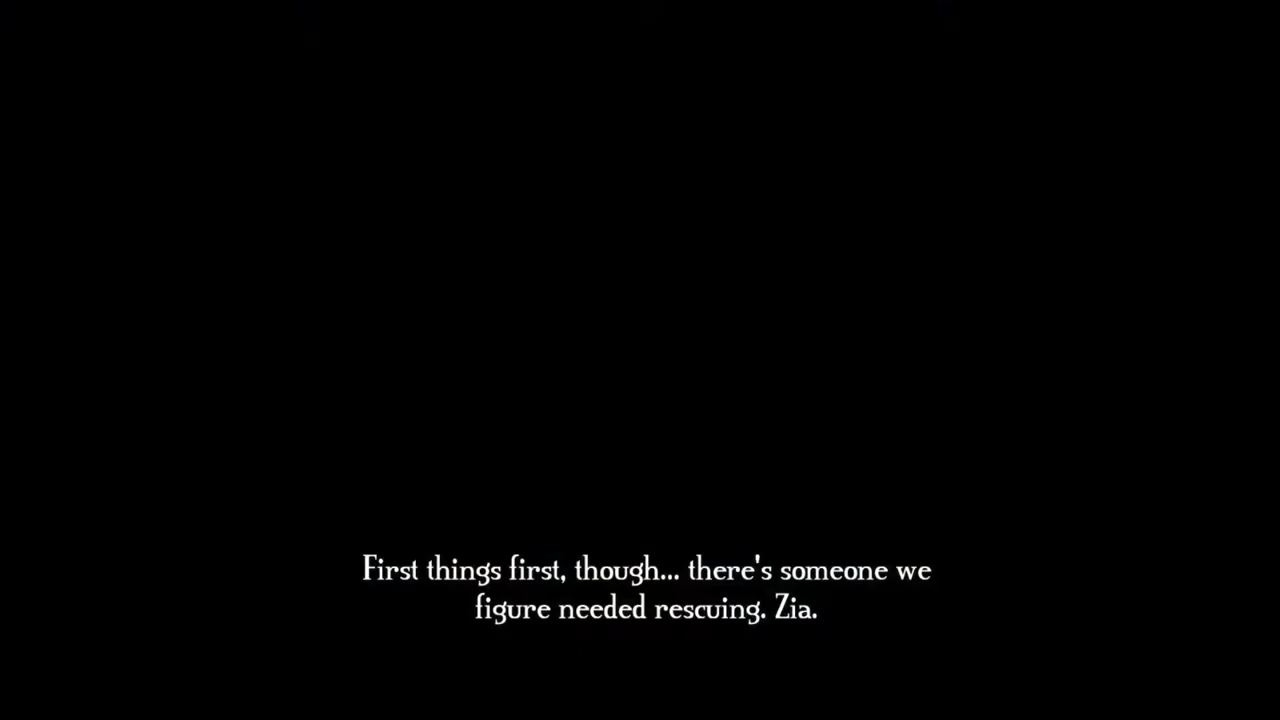 First things first, though... there's someone we
figure needed rescuing. Zia.